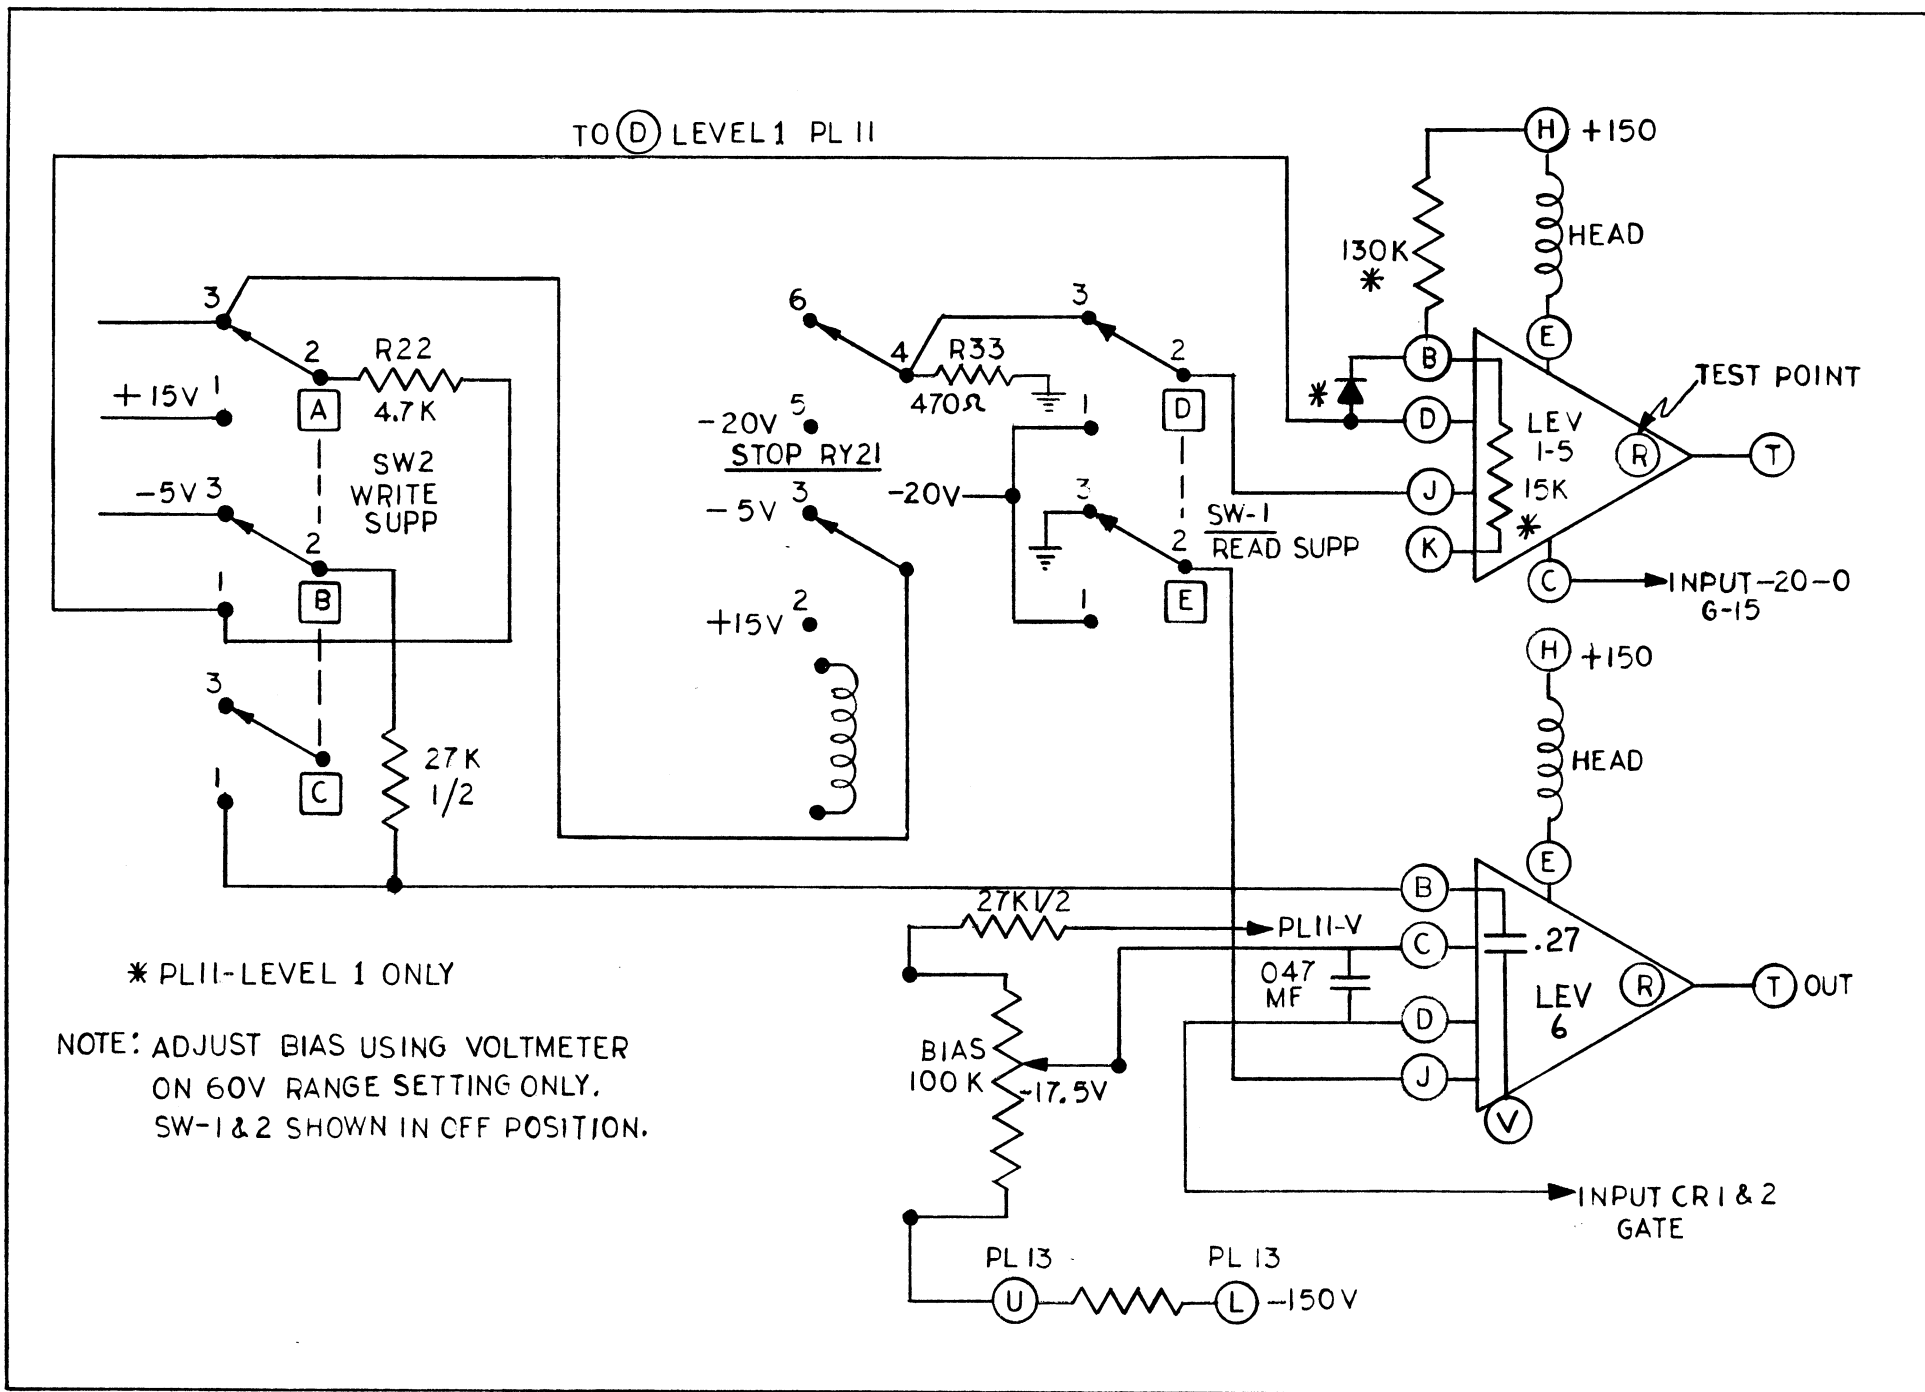 TO D LEVEL 1 PL 11
H +150
HEAD
130K
*
3
2
R22
4.7K
+15V 1
A
SW2
WRITE
SUPP
-5V 3
2
B
1
3
C
1
27K
1/2
6
4
R33
470Ω
-20V 5
STOP RY21
-5V 3
+15V 2
3
2
D
1
-20V
3
2
E
1
SW-1
READ SUPP
E
B
*
D
J
K
LEV
1-5
15K
*
R
TEST POINT
T
C
INPUT-20-0
G-15
H +150
HEAD
E
B
C
D
J
.27
LEV
6
R
T OUT
V
27K 1/2
PL11-V
047
MF
BIAS
100K
-17.5V
INPUT CR 1 & 2
GATE
PL 13
U
PL 13
L -150V
* PL11-LEVEL 1 ONLY
NOTE: ADJUST BIAS USING VOLTMETER
ON 60V RANGE SETTING ONLY.
SW-1 & 2 SHOWN IN OFF POSITION.